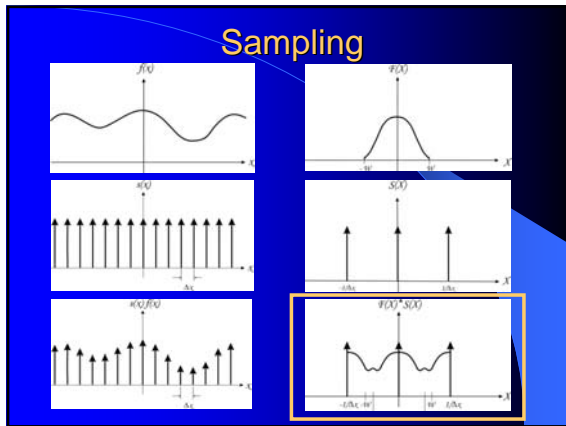 Sampling
f(x)
x
F(X)
-W
W
X
s(x)
Δx
x
S(X)
-1/Δx
1/Δx
X
s(x) f(x)
Δx
x
F(X)*S(X)
-1/Δx
-W
W
1/Δx
X